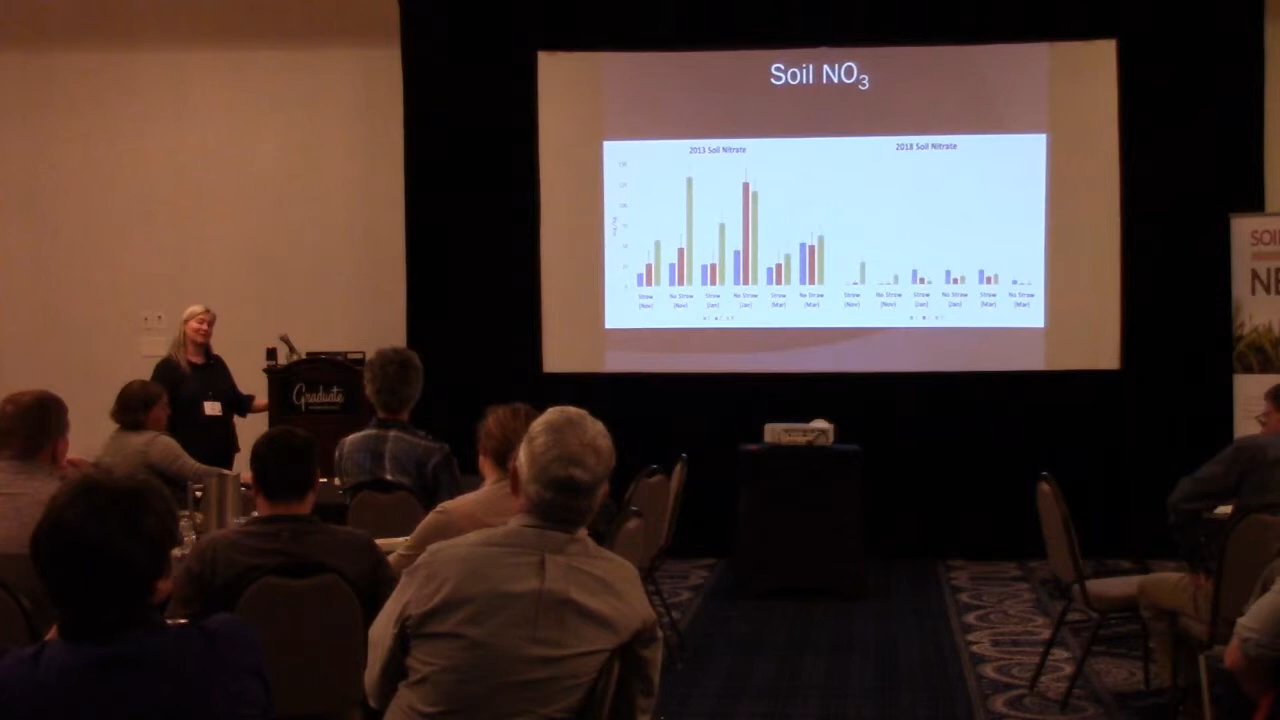 Soil NO₃
2013 Soil Nitrate
2018 Soil Nitrate
Straw (Nov)
No Straw (Nov)
Straw (Jan)
No Straw (Jan)
Straw (Mar)
No Straw (Mar)
Straw (Nov)
No Straw (Nov)
Straw (Jan)
No Straw (Jan)
Straw (Mar)
No Straw (Mar)
Graduate
SOI
NE